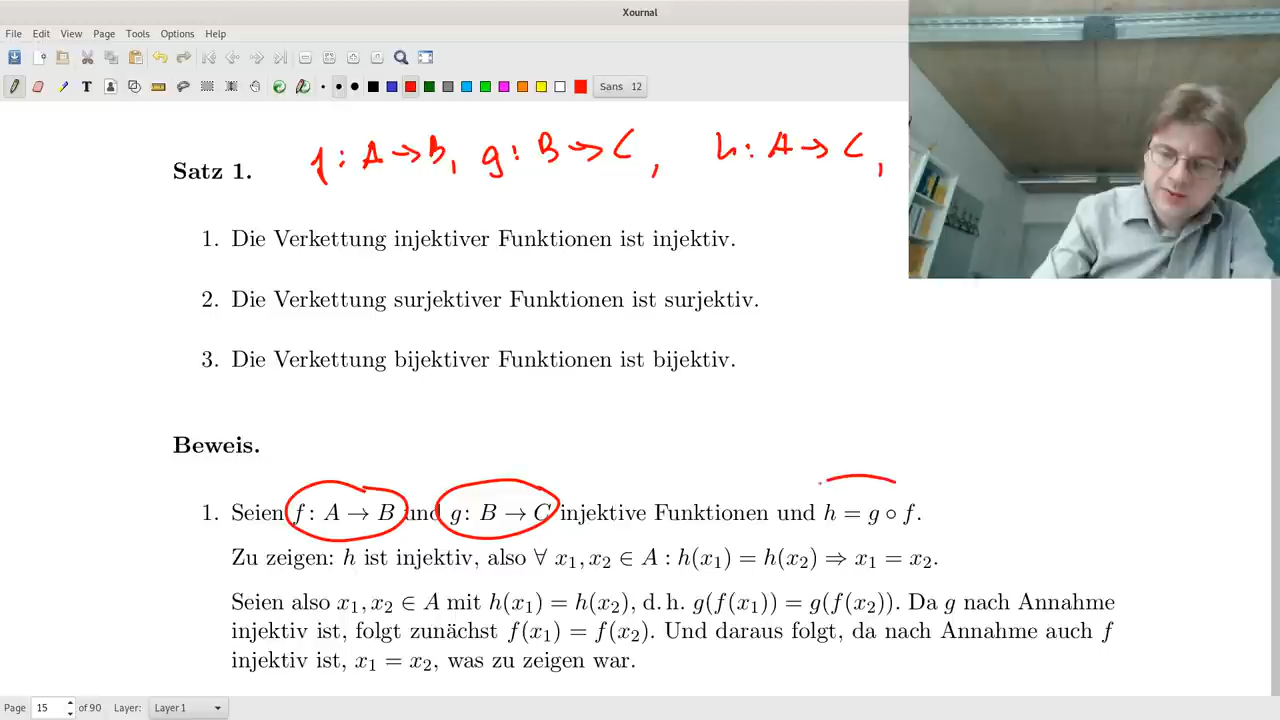 Xournal
File Edit View Page Tools Options Help
Sans 12
f : A → B, g : B → C, h : A → C,
Satz 1.
1. Die Verkettung injektiver Funktionen ist injektiv.
2. Die Verkettung surjektiver Funktionen ist surjektiv.
3. Die Verkettung bijektiver Funktionen ist bijektiv.
Beweis.
1. Seien f : A → B und g : B → C injektive Funktionen und h = g ∘ f.
Zu zeigen: h ist injektiv, also ∀ x₁, x₂ ∈ A : h(x₁) = h(x₂) ⇒ x₁ = x₂.
Seien also x₁, x₂ ∈ A mit h(x₁) = h(x₂), d. h. g(f(x₁)) = g(f(x₂)). Da g nach Annahme
injektiv ist, folgt zunächst f(x₁) = f(x₂). Und daraus folgt, da nach Annahme auch f
injektiv ist, x₁ = x₂, was zu zeigen war.
Page 15 of 90 Layer: Layer 1